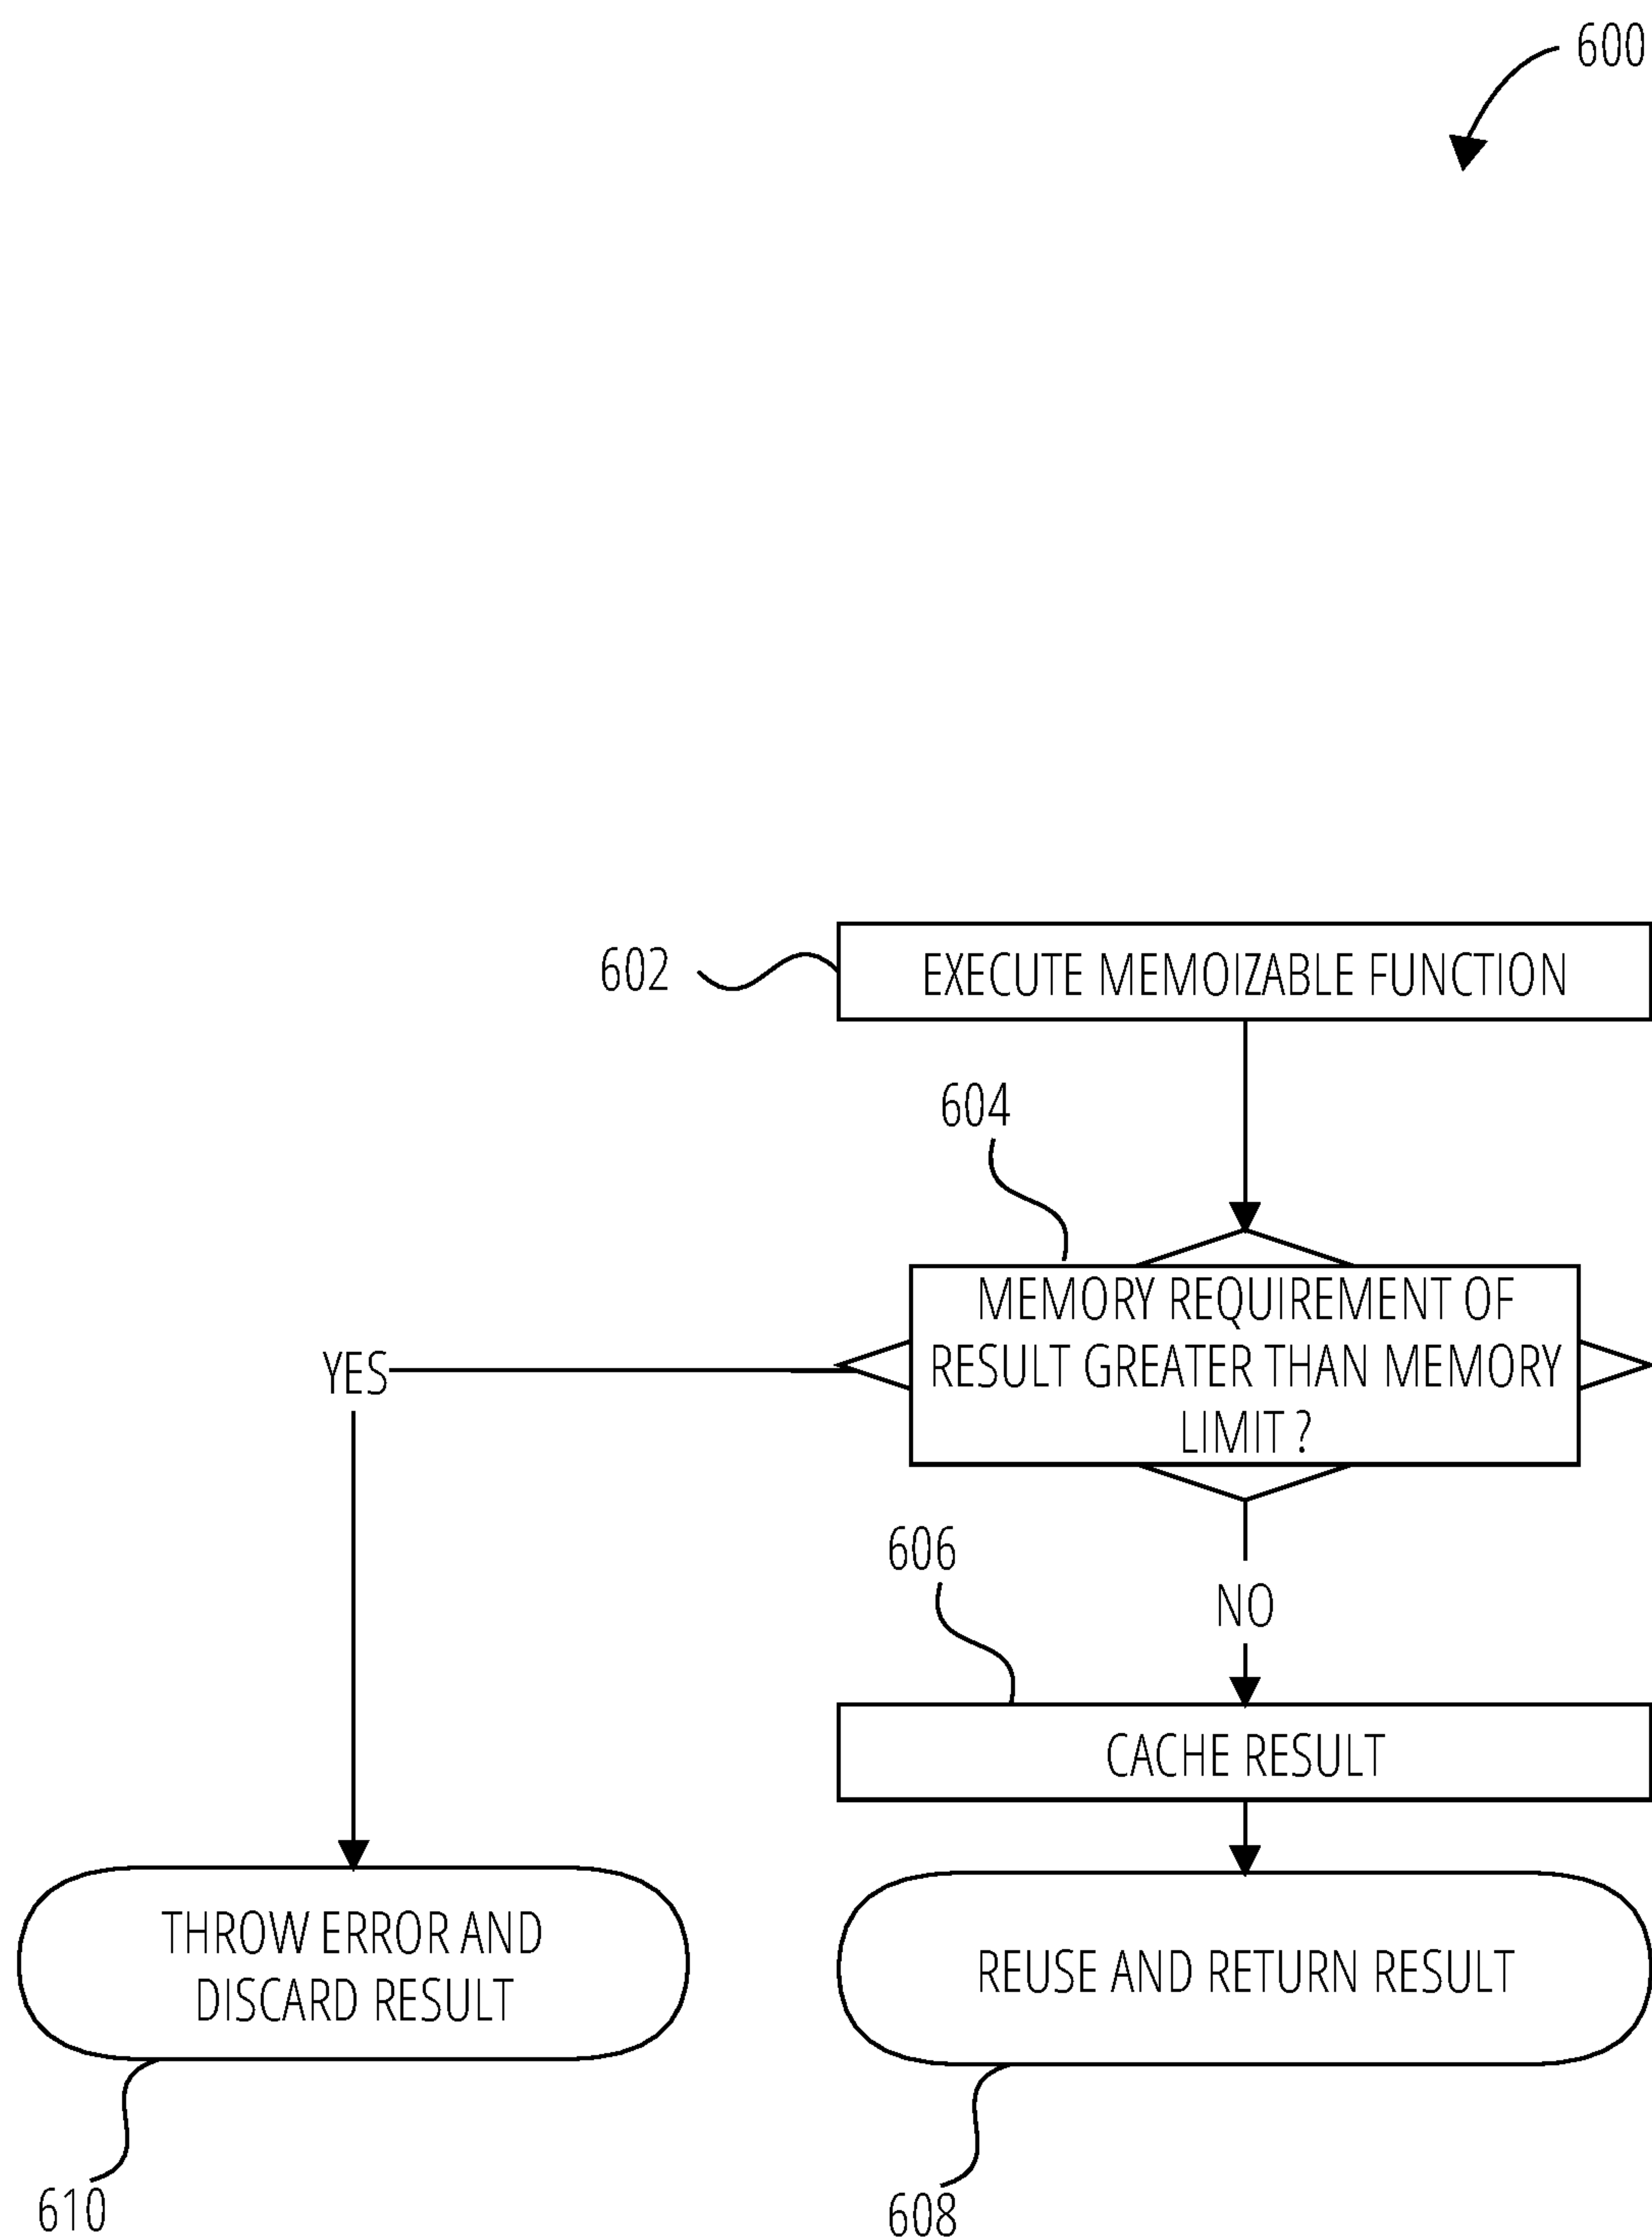 600
602
EXECUTE MEMOIZABLE FUNCTION
604
MEMORY REQUIREMENT OF
RESULT GREATER THAN MEMORY
LIMIT ?
YES
606
NO
CACHE RESULT
THROW ERROR AND
DISCARD RESULT
REUSE AND RETURN RESULT
610
608